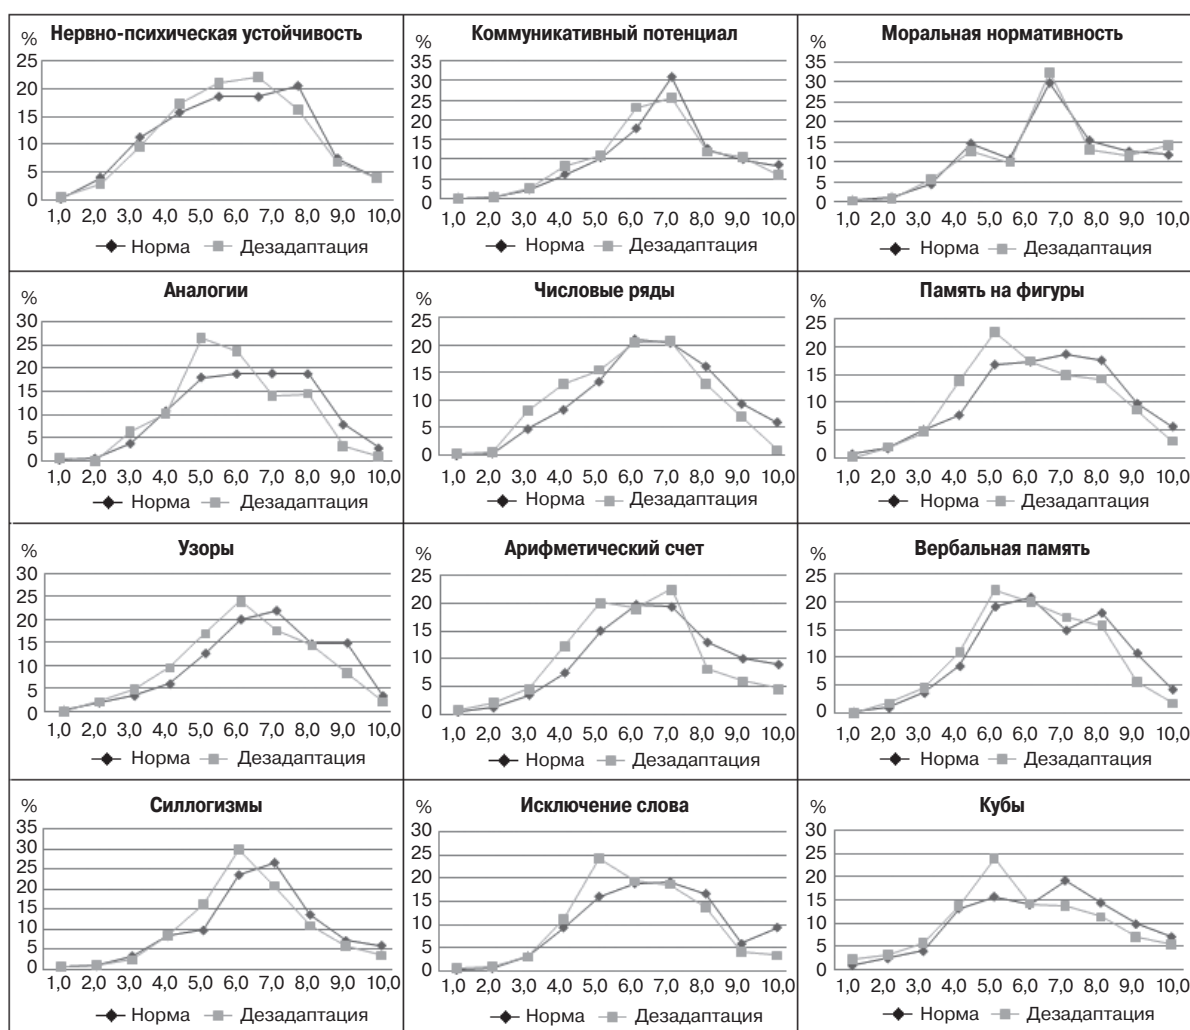 Нервно-психическая устойчивость
%
25
20
15
10
5
0
1,0 2,0 3,0 4,0 5,0 6,0 7,0 8,0 9,0 10,0
Норма Дезадаптация
Коммуникативный потенциал
%
35
30
25
20
15
10
5
0
1,0 2,0 3,0 4,0 5,0 6,0 7,0 8,0 9,0 10,0
Норма Дезадаптация
Моральная нормативность
%
35
30
25
20
15
10
5
0
1,0 2,0 3,0 4,0 5,0 6,0 7,0 8,0 9,0 10,0
Норма Дезадаптация
Аналогии
%
30
25
20
15
10
5
0
1,0 2,0 3,0 4,0 5,0 6,0 7,0 8,0 9,0 10,0
Норма Дезадаптация
Числовые ряды
%
25
20
15
10
5
0
1,0 2,0 3,0 4,0 5,0 6,0 7,0 8,0 9,0 10,0
Норма Дезадаптация
Память на фигуры
%
25
20
15
10
5
0
1,0 2,0 3,0 4,0 5,0 6,0 7,0 8,0 9,0 10,0
Норма Дезадаптация
Узоры
%
30
25
20
15
10
5
0
1,0 2,0 3,0 4,0 5,0 6,0 7,0 8,0 9,0 10,0
Норма Дезадаптация
Арифметический счет
%
25
20
15
10
5
0
1,0 2,0 3,0 4,0 5,0 6,0 7,0 8,0 9,0 10,0
Норма Дезадаптация
Вербальная память
%
25
20
15
10
5
0
1,0 2,0 3,0 4,0 5,0 6,0 7,0 8,0 9,0 10,0
Норма Дезадаптация
Силлогизмы
%
35
30
25
20
15
10
5
0
1,0 2,0 3,0 4,0 5,0 6,0 7,0 8,0 9,0 10,0
Норма Дезадаптация
Исключение слова
%
30
25
20
15
10
5
0
1,0 2,0 3,0 4,0 5,0 6,0 7,0 8,0 9,0 10,0
Норма Дезадаптация
Кубы
%
30
25
20
15
10
5
0
1,0 2,0 3,0 4,0 5,0 6,0 7,0 8,0 9,0 10,0
Норма Дезадаптация